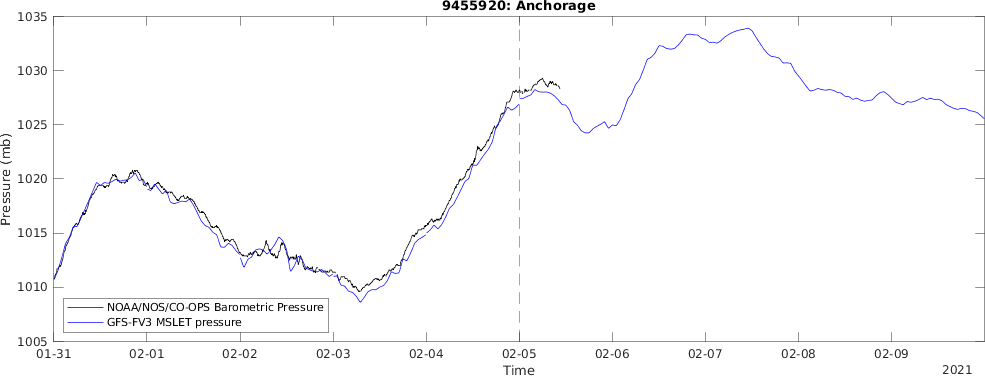 9455920: Anchorage
1035
1030
1025
1020
1015
1010
1005
Pressure (mb)
NOAA/NOS/CO-OPS Barometric Pressure
GFS-FV3 MSLET pressure
01-31 02-01 02-02 02-03 02-04 02-05 02-06 02-07 02-08 02-09
Time
2021